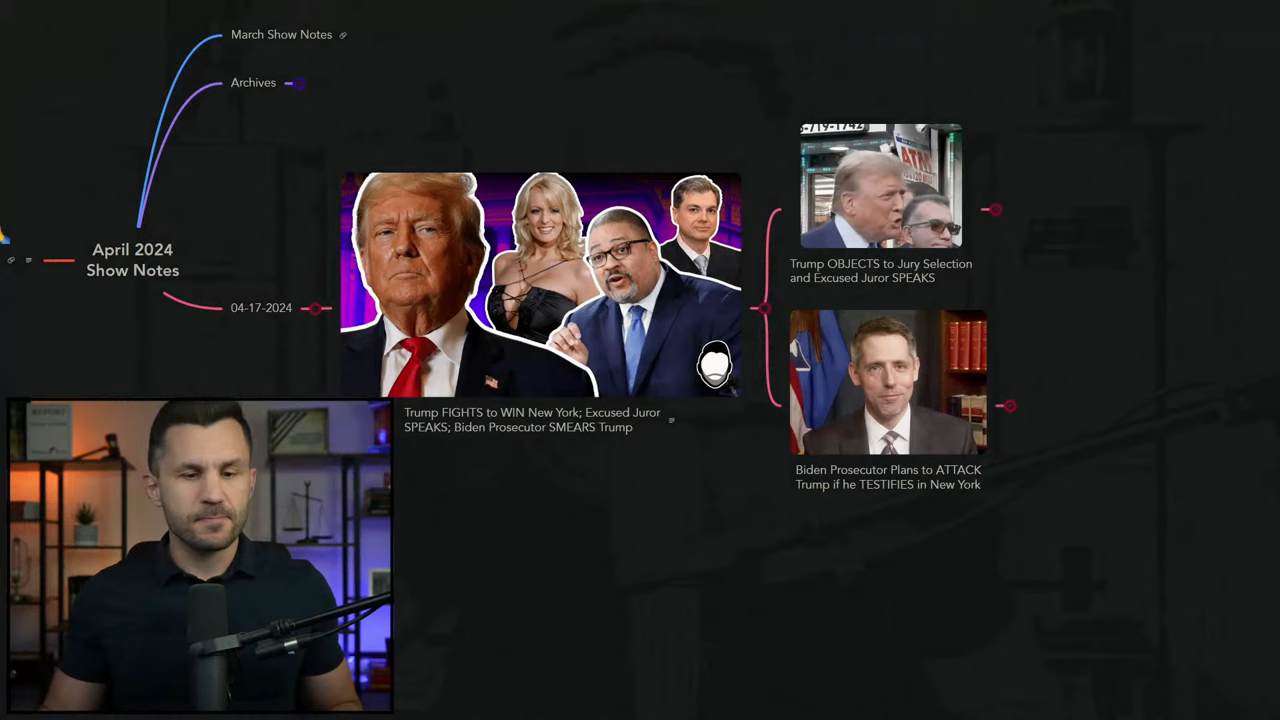 March Show Notes
Archives
April 2024
Show Notes
04-17-2024
Trump FIGHTS to WIN New York; Excused Juror
SPEAKS; Biden Prosecutor SMEARS Trump
ATM
Trump OBJECTS to Jury Selection
and Excused Juror SPEAKS
Biden Prosecutor Plans to ATTACK
Trump if he TESTIFIES in New York